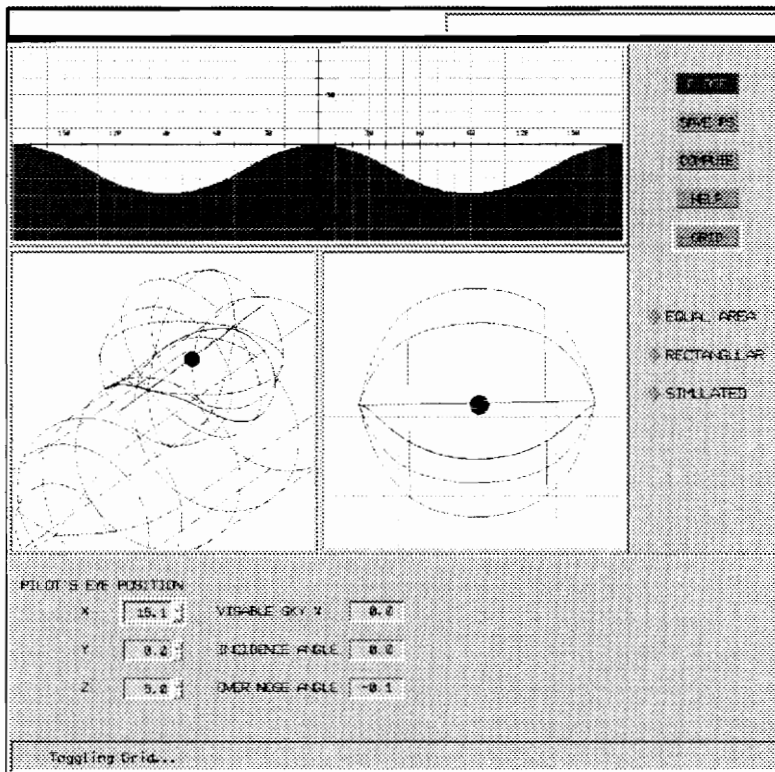 SAVE PS
COMPUTE
HELP
GRID
EQUAL AREA
RECTANGULAR
SIMULATED
PILOT'S EYE POSITION
X 15.1 VISABLE SKY % 0.0
Y 0.0 INCIDENCE ANGLE 0.0
Z 5.0 OVER NOSE ANGLE -0.1
Toggling Grid...